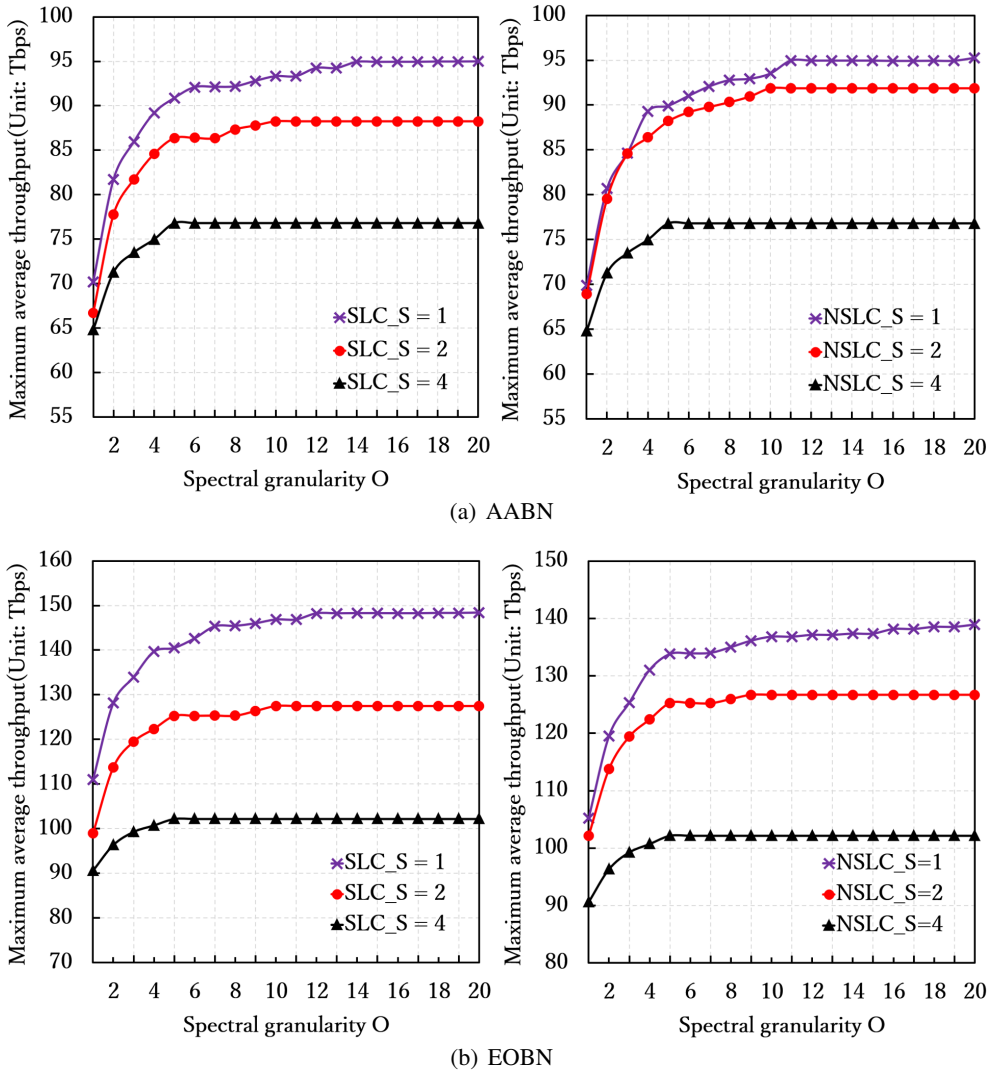 Maximum average throughput(Unit: Tbps)
100
95
90
85
80
75
70
65
60
55
SLC_S = 1
SLC_S = 2
SLC_S = 4
2 4 6 8 10 12 14 16 18 20
Spectral granularity O
Maximum average throughput(Unit: Tbps)
100
95
90
85
80
75
70
65
60
55
NSLC_S = 1
NSLC_S = 2
NSLC_S = 4
2 4 6 8 10 12 14 16 18 20
Spectral granularity O
(a) AABN
Maximum average throughput(Unit: Tbps)
160
150
140
130
120
110
100
90
80
70
SLC_S = 1
SLC_S = 2
SLC_S = 4
2 4 6 8 10 12 14 16 18 20
Spectral granularity O
Maximum average throughput(Unit: Tbps)
150
140
130
120
110
100
90
80
NSLC_S=1
NSLC_S=2
NSLC_S=4
2 4 6 8 10 12 14 16 18 20
Spectral granularity O
(b) EOBN